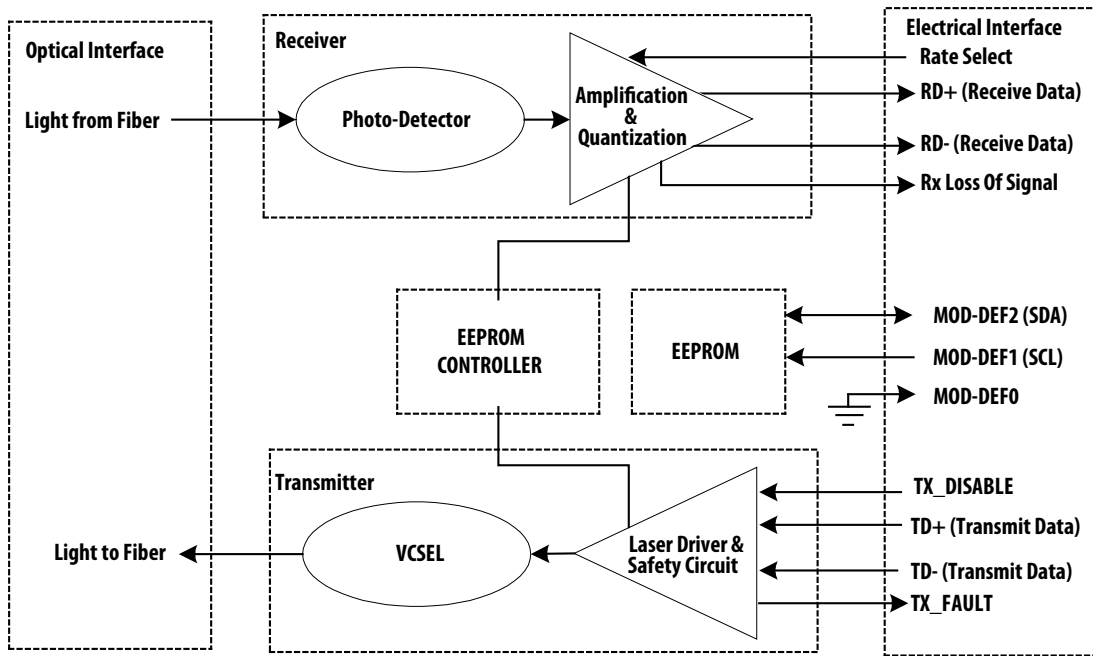 Optical Interface
Light from Fiber
Light to Fiber
Receiver
Photo-Detector
Amplification
&
Quantization
EEPROM
CONTROLLER
EEPROM
Transmitter
VCSEL
Laser Driver &
Safety Circuit
Electrical Interface
Rate Select
RD+ (Receive Data)
RD- (Receive Data)
Rx Loss Of Signal
MOD-DEF2 (SDA)
MOD-DEF1 (SCL)
MOD-DEF0
TX_DISABLE
TD+ (Transmit Data)
TD- (Transmit Data)
TX_FAULT